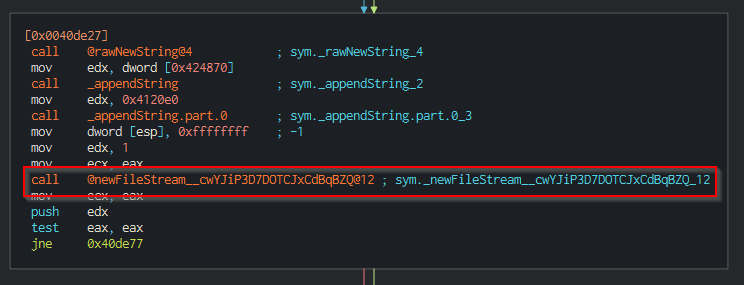 [0x0040de27]
call @rawNewString@4 ; sym._rawNewString_4
mov edx, dword [0x424870]
call _appendString ; sym._appendString_2
mov edx, 0x4120e0
call _appendString.part.0 ; sym._appendString.part.0_3
mov dword [esp], 0xffffffff ; -1
mov edx, 1
mov ecx, eax
call @newFileStream__cwYJiP3D7DOTCJxCdBqBZQ@12 ; sym._newFileStream__cwYJiP3D7DOTCJxCdBqBZQ_12
mov ecx, eax
push edx
test eax, eax
jne 0x40de77